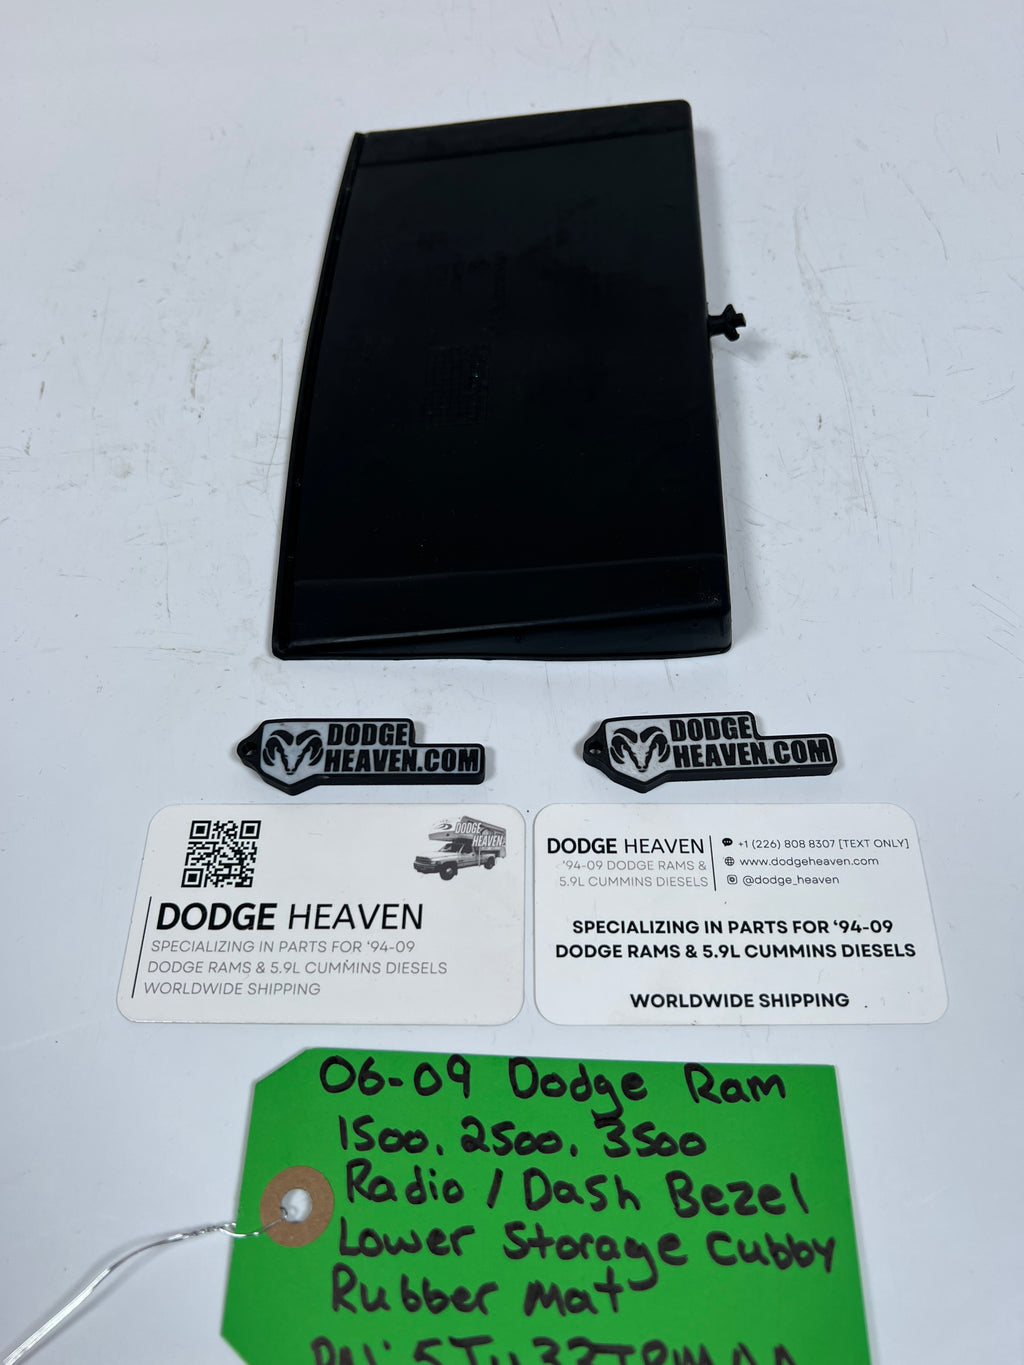 DODGE
HEAVEN.COM
DODGE
HEAVEN.COM
DODGE
HEAVEN
DODGE HEAVEN
SPECIALIZING IN PARTS FOR '94-09
DODGE RAMS & 5.9L CUMMINS DIESELS
WORLDWIDE SHIPPING
DODGE HEAVEN
'94-09 DODGE RAMS &
5.9L CUMMINS DIESELS
+1 (226) 808 8307 [TEXT ONLY]
www.dodgeheaven.com
@dodge_heaven
SPECIALIZING IN PARTS FOR '94-09
DODGE RAMS & 5.9L CUMMINS DIESELS
WORLDWIDE SHIPPING
06-09 Dodge Ram
1500, 2500, 3500
Radio / Dash Bezel
Lower Storage Cubby
Rubber Mat